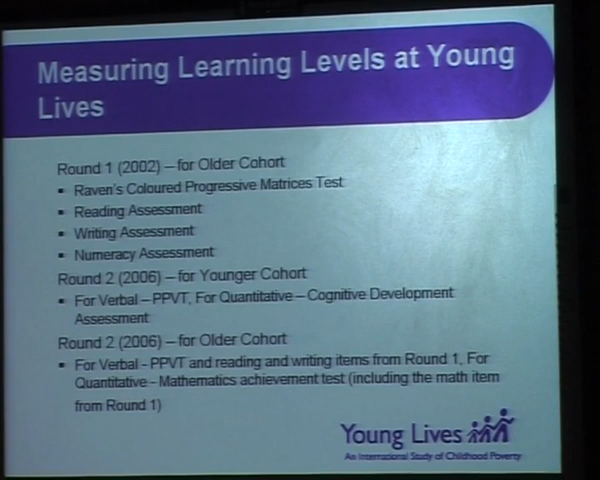 Measuring Learning Levels at Young
Lives
Round 1 (2002) – for Older Cohort
▪ Raven's Coloured Progressive Matrices Test
▪ Reading Assessment
▪ Writing Assessment
▪ Numeracy Assessment
Round 2 (2006) – for Younger Cohort
▪ For Verbal – PPVT, For Quantitative – Cognitive Development
Assessment
Round 2 (2006) – for Older Cohort
▪ For Verbal - PPVT and reading and writing items from Round 1, For
Quantitative - Mathematics achievement test (including the math item
from Round 1)
Young Lives
An International Study of Childhood Poverty